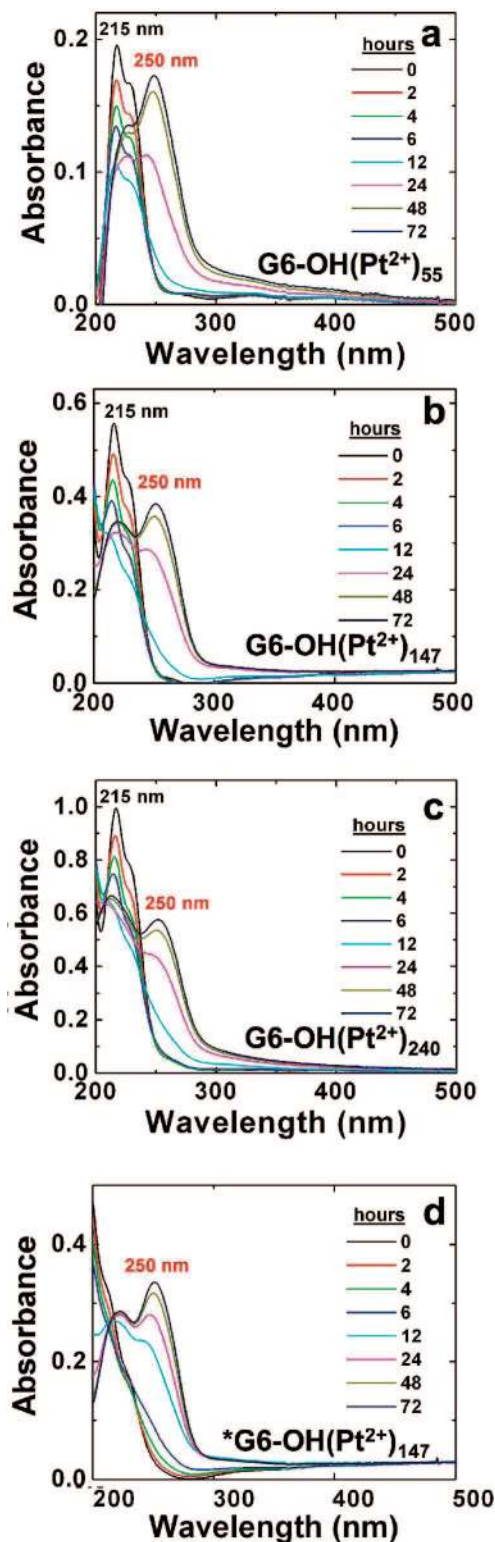 a
215 nm
250 nm
hours
0
2
4
6
12
24
48
72
0.2
0.1
0.0
Absorbance
G6-OH(Pt²⁺)₅₅
200 300 400 500
Wavelength (nm)
b
215 nm
250 nm
hours
0
2
4
6
12
24
48
72
0.6
0.4
0.2
0.0
Absorbance
G6-OH(Pt²⁺)₁₄₇
200 300 400 500
Wavelength (nm)
c
215 nm
250 nm
hours
0
2
4
6
12
24
48
72
1.0
0.8
0.6
0.4
0.2
0.0
Absorbance
G6-OH(Pt²⁺)₂₄₀
200 300 400 500
Wavelength (nm)
d
250 nm
hours
0
2
4
6
12
24
48
72
0.4
0.2
0.0
Absorbance
*G6-OH(Pt²⁺)₁₄₇
200 300 400 500
Wavelength (nm)